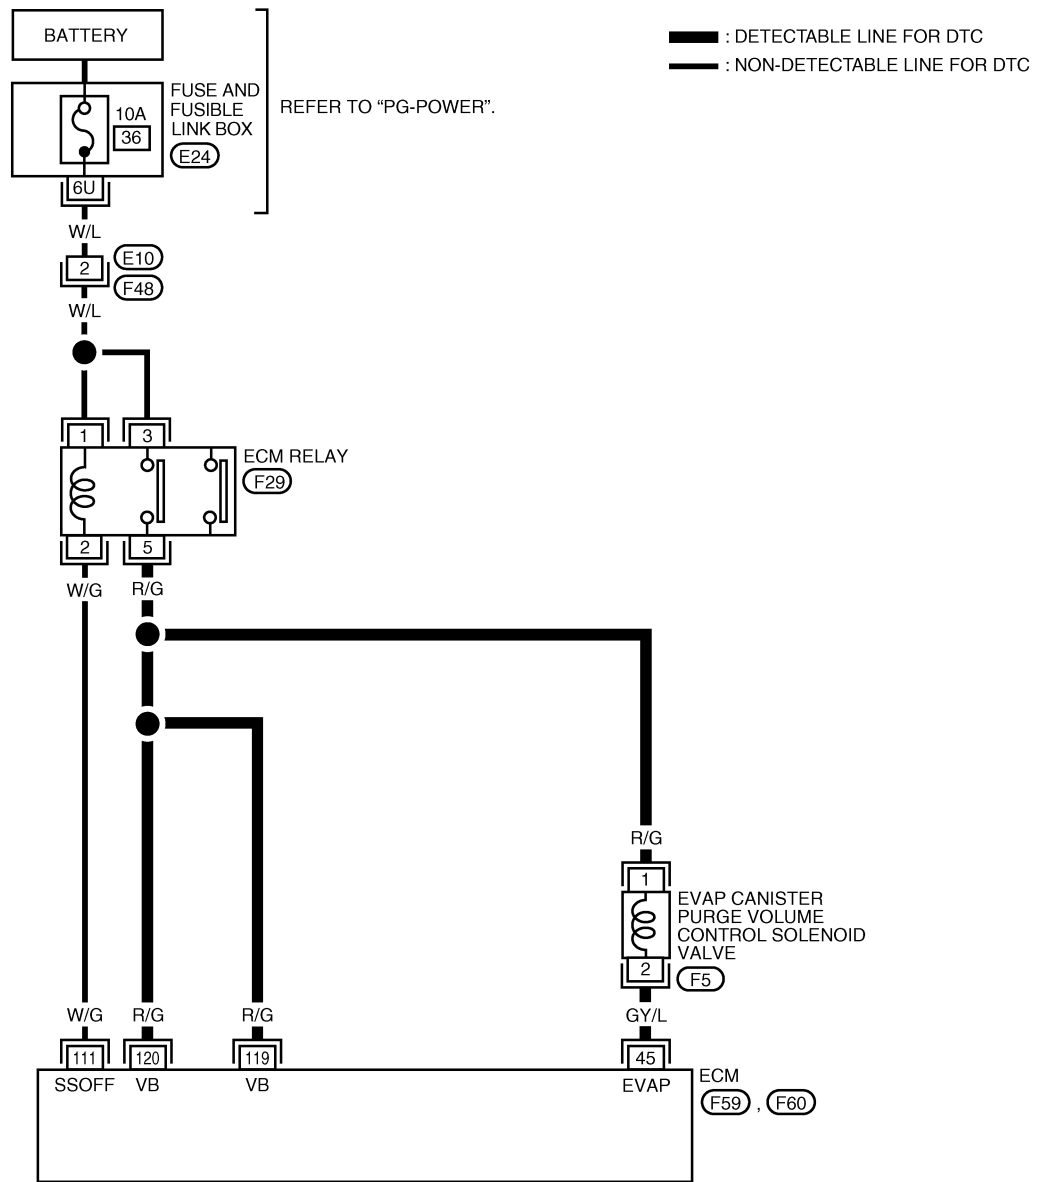 BATTERY
: DETECTABLE LINE FOR DTC
: NON-DETECTABLE LINE FOR DTC
10A
36
FUSE AND
FUSIBLE
LINK BOX
E24
REFER TO “PG-POWER”.
6U
W/L
2
E10
F48
W/L
1
3
ECM RELAY
F29
2
5
W/G
R/G
R/G
1
EVAP CANISTER
PURGE VOLUME
CONTROL SOLENOID
VALVE
2
F5
W/G
R/G
R/G
GY/L
111
120
119
45
SSOFF
VB
VB
EVAP
ECM
F59 , F60